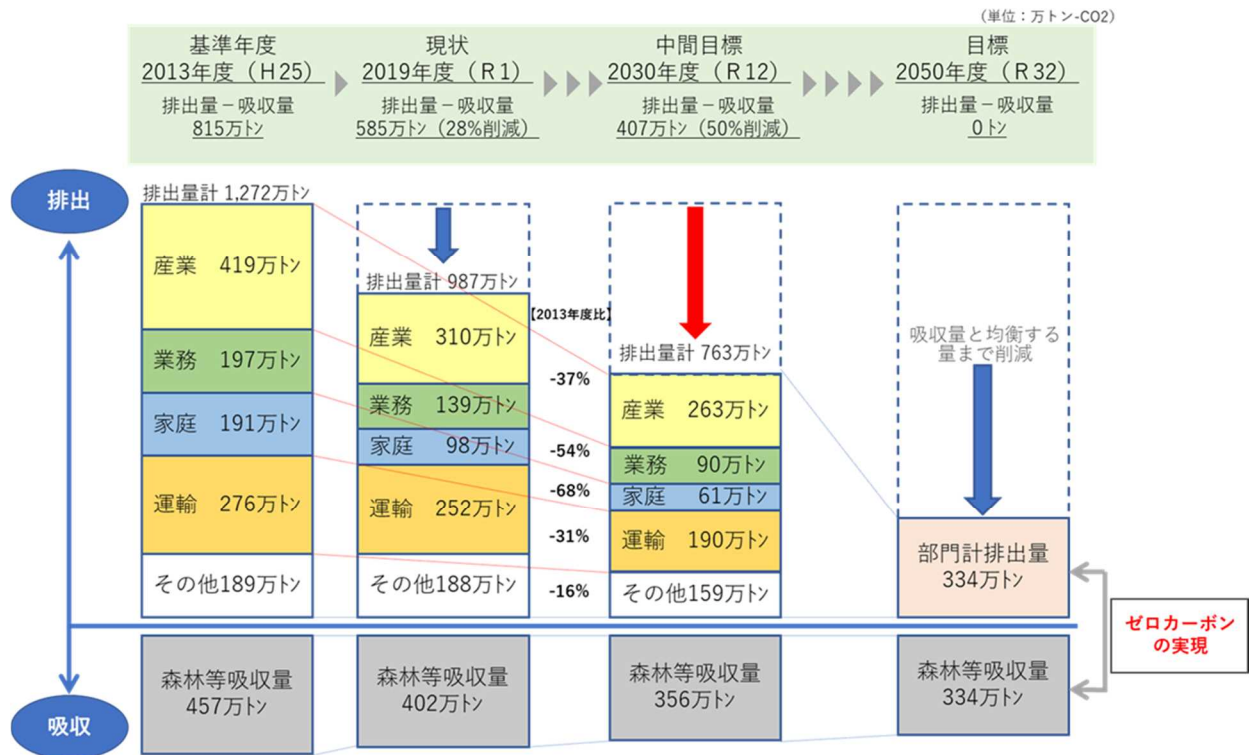 (単位：万トン-CO2)
基準年度
2013年度（H25）
排出量－吸収量
815万トン
現状
2019年度（R1）
排出量－吸収量
585万トン（28%削減）
中間目標
2030年度（R12）
排出量－吸収量
407万トン（50%削減）
目標
2050年度（R32）
排出量－吸収量
0トン
排出
排出量計 1,272万トン
産業 419万トン
業務 197万トン
家庭 191万トン
運輸 276万トン
その他189万トン
森林等吸収量
457万トン
排出量計 987万トン
産業 310万トン
業務 139万トン
家庭 98万トン
運輸 252万トン
その他188万トン
森林等吸収量
402万トン
【2013年度比】
-37%
-54%
-68%
-31%
-16%
排出量計 763万トン
産業 263万トン
業務 90万トン
家庭 61万トン
運輸 190万トン
その他159万トン
森林等吸収量
356万トン
吸収量と均衡する
量まで削減
部門計排出量
334万トン
森林等吸収量
334万トン
ゼロカーボン
の実現
吸収